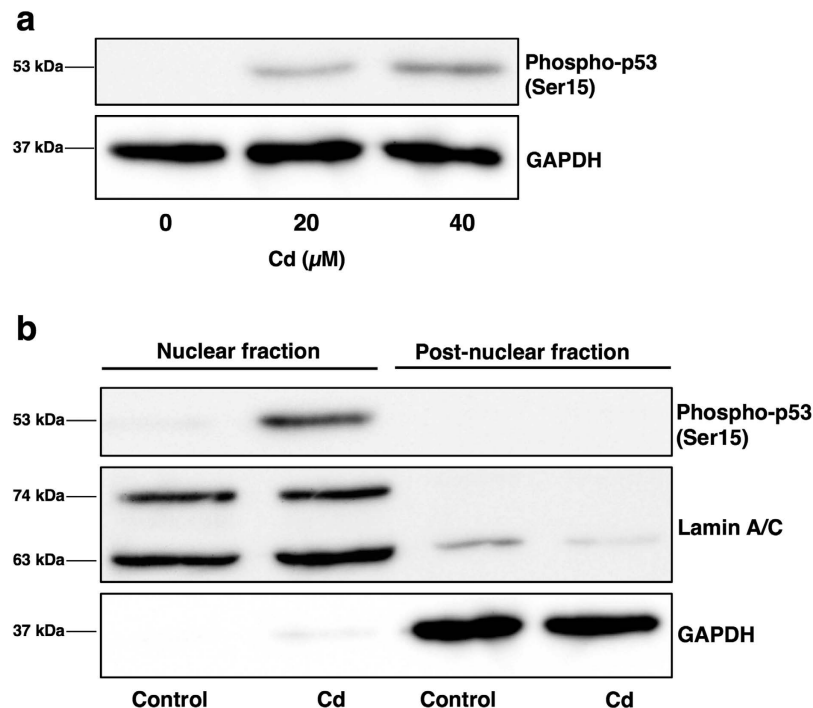 a
53 kDa
Phospho-p53
(Ser15)
37 kDa
GAPDH
0 20 40
Cd (µM)
b
Nuclear fraction Post-nuclear fraction
53 kDa
Phospho-p53
(Ser15)
74 kDa
Lamin A/C
63 kDa
37 kDa
GAPDH
Control Cd Control Cd